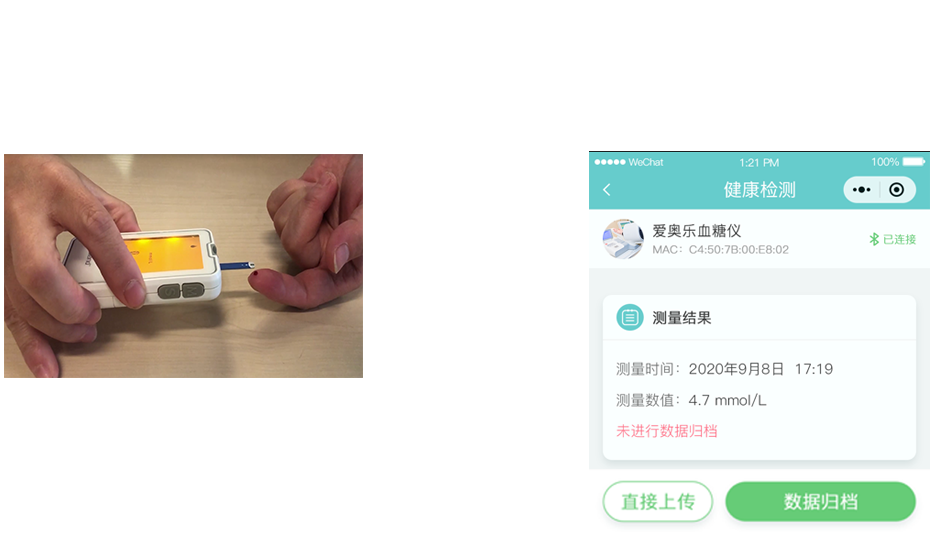 WeChat 1:21 PM 100%
健康检测
爱奥乐血糖仪
MAC：C4:50:7B:00:E8:02
已连接
测量结果
测量时间：2020年9月8日 17:19
测量数值：4.7 mmol/L
未进行数据归档
直接上传 数据归档